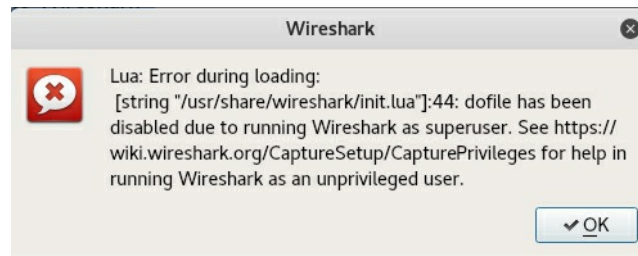 Wireshark
Lua: Error during loading:
[string "/usr/share/wireshark/init.lua"]:44: dofile has been
disabled due to running Wireshark as superuser. See https://
wiki.wireshark.org/CaptureSetup/CapturePrivileges for help in
running Wireshark as an unprivileged user.
OK